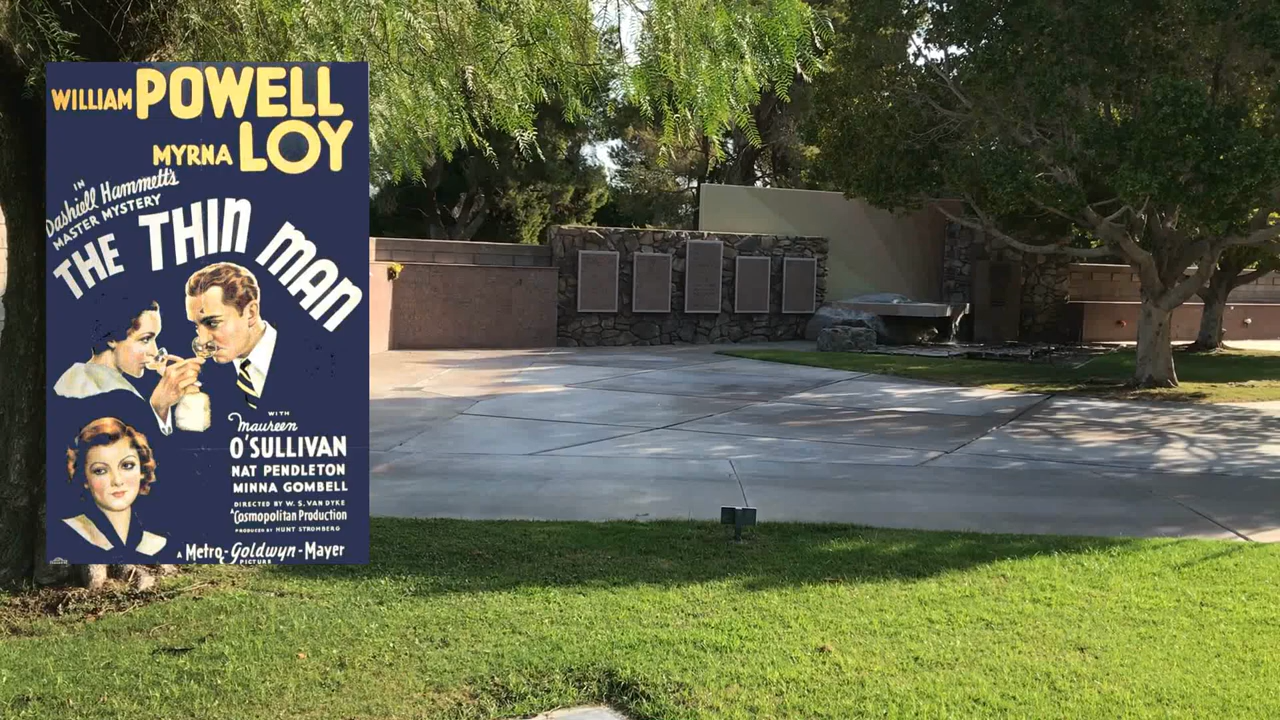 WILLIAM POWELL
MYRNA LOY
IN
Dashiell Hammett's
MASTER MYSTERY
THE THIN MAN
WITH
Maureen
O'SULLIVAN
NAT PENDLETON
MINNA GOMBELL
DIRECTED BY W. S. VAN DYKE
A Cosmopolitan Production
PRODUCED BY HUNT STROMBERG
A Metro-Goldwyn-Mayer
PICTURE